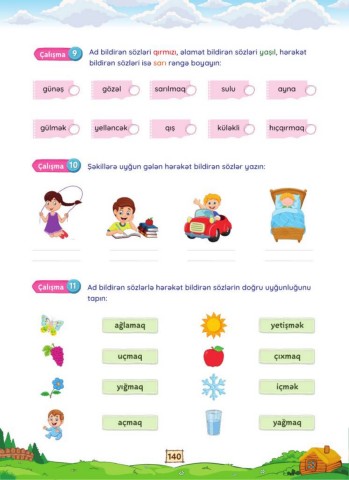 Çalışma 9 Ad bildirən sözləri qırmızı, əlamət bildirən sözləri yaşıl, hərəkət
bildirən sözləri isə sarı rəngə boyayın:
günəş gözəl sarılmaq sulu ayna
gülmək yelləncək qış küləkli hıçqırmaq
Çalışma 10 Şəkillərə uyğun gələn hərəkət bildirən sözlər yazın:
Çalışma 11 Ad bildirən sözlərlə hərəkət bildirən sözlərin doğru uyğunluğunu
tapın:
ağlamaq yetişmək
uçmaq çıxmaq
yığmaq içmək
açmaq yağmaq
140